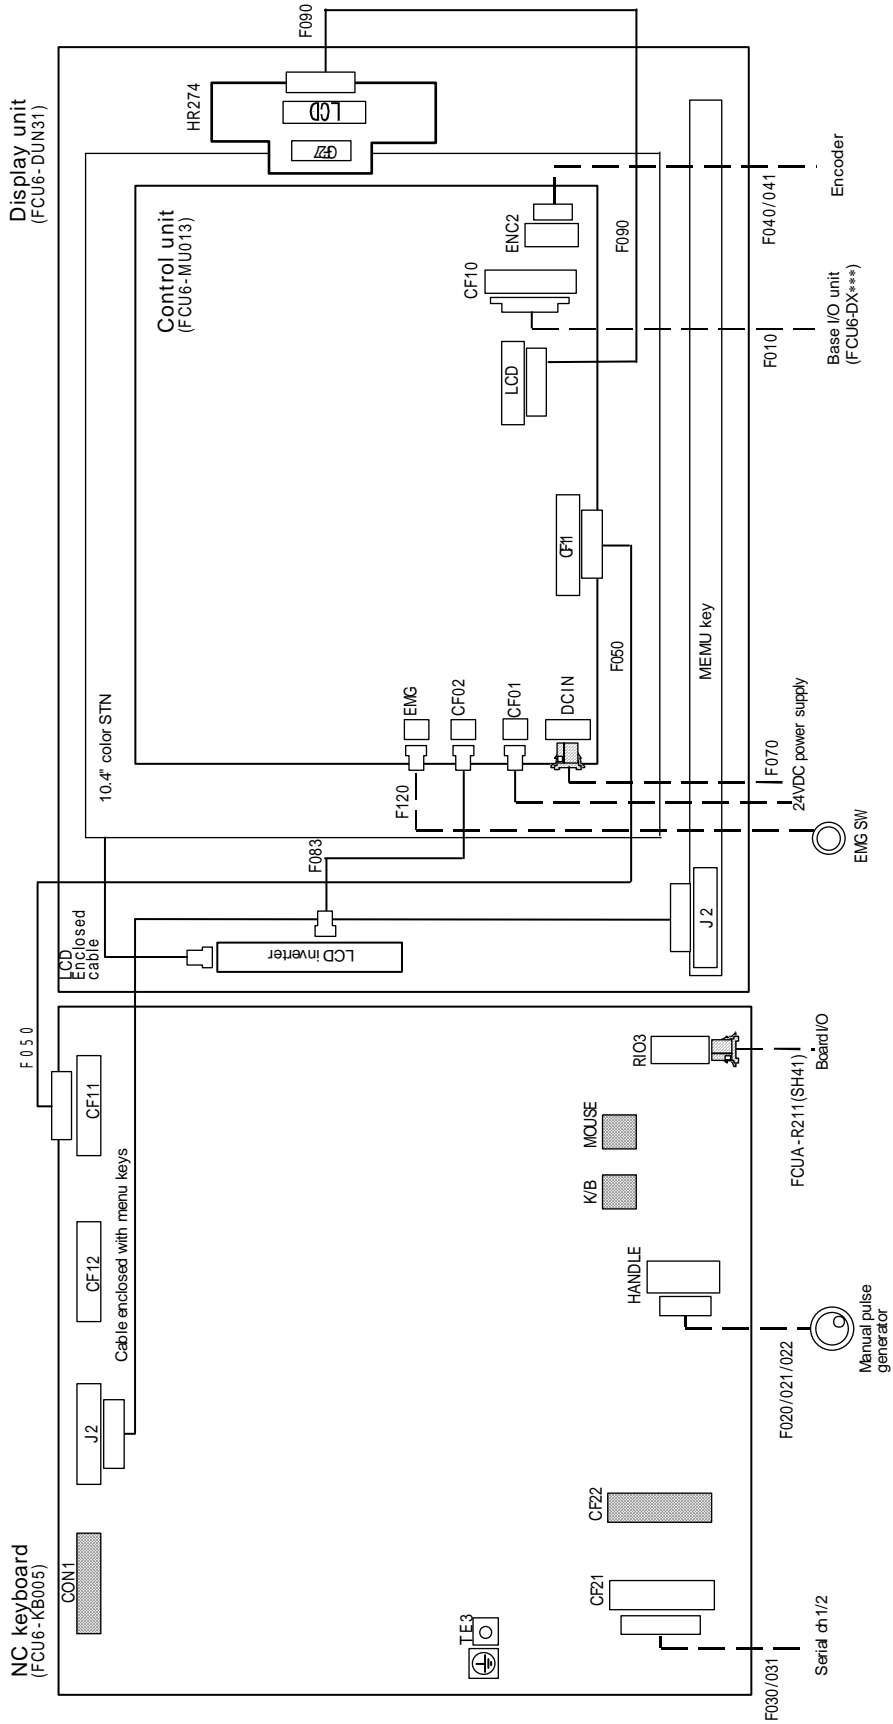 NC keyboard
(FCU6-KB005)
CON1
J2
Cable enclosed with menu keys
CF12
CF11
F050
TE3
CF21
CF22
HANDLE
K/B
MOUSE
RIO3
F030/031
Serial ch1/2
F020/021/022
Manual pulse
generator
FCUA-R211(SH41)
Board I/O
Display unit
(FCU6-DUN31)
LCD
Enclosed
cable
LCD inverter
10.4" color STN
F083
F120
EMG
CF02
CF01
DCIN
Control unit
(FCU6-MU013)
HR274
LCD
CF27
F090
CF11
F050
LCD
CF10
ENC2
F090
J2
MEMU key
EMG SW
24VDC power supply
F070
F010
Base I/O unit
(FCU6-DX***)
F040/041
Encoder